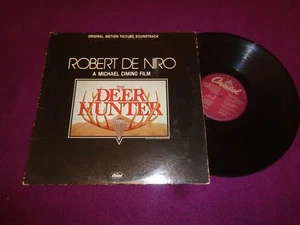 ORIGINAL MOTION PICTURE SOUNDTRACK
ROBERT DE NIRO
A MICHAEL CIMINO FILM
THE
DEER
HUNTER
Capitol